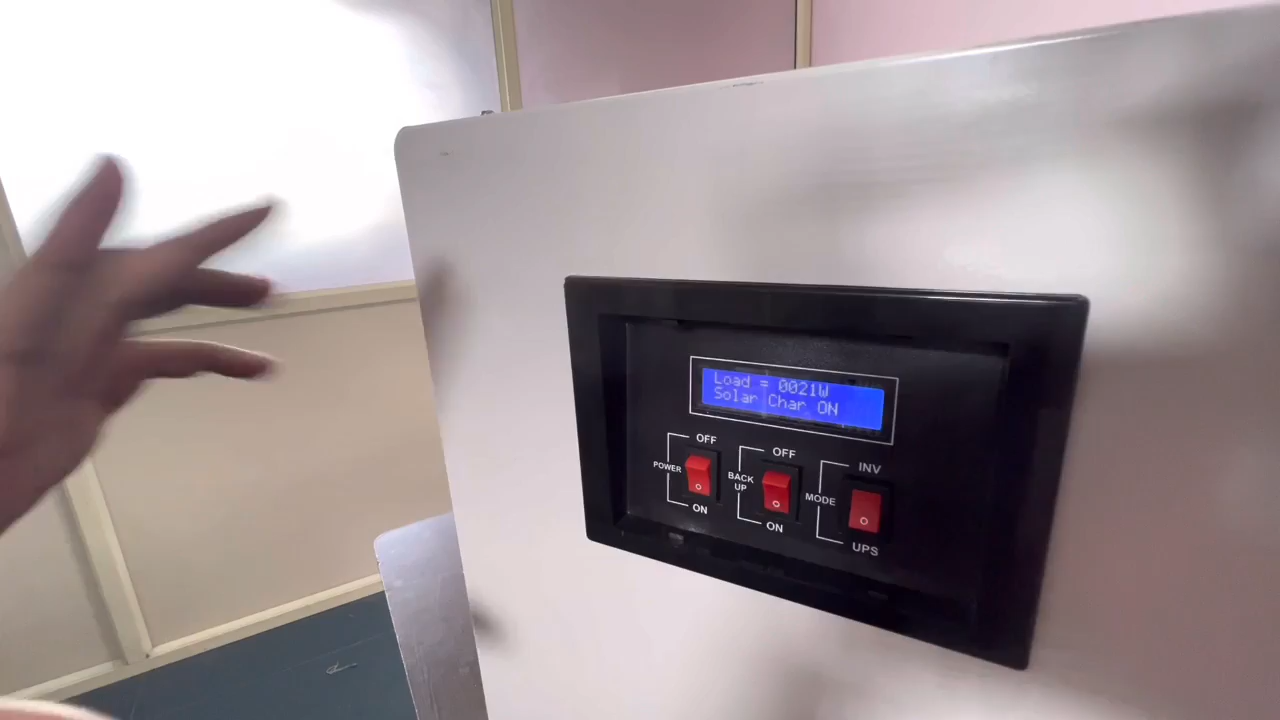 Load = 0021W
Solar Char ON
OFF
POWER
ON
OFF
BACK
UP
ON
INV
MODE
UPS